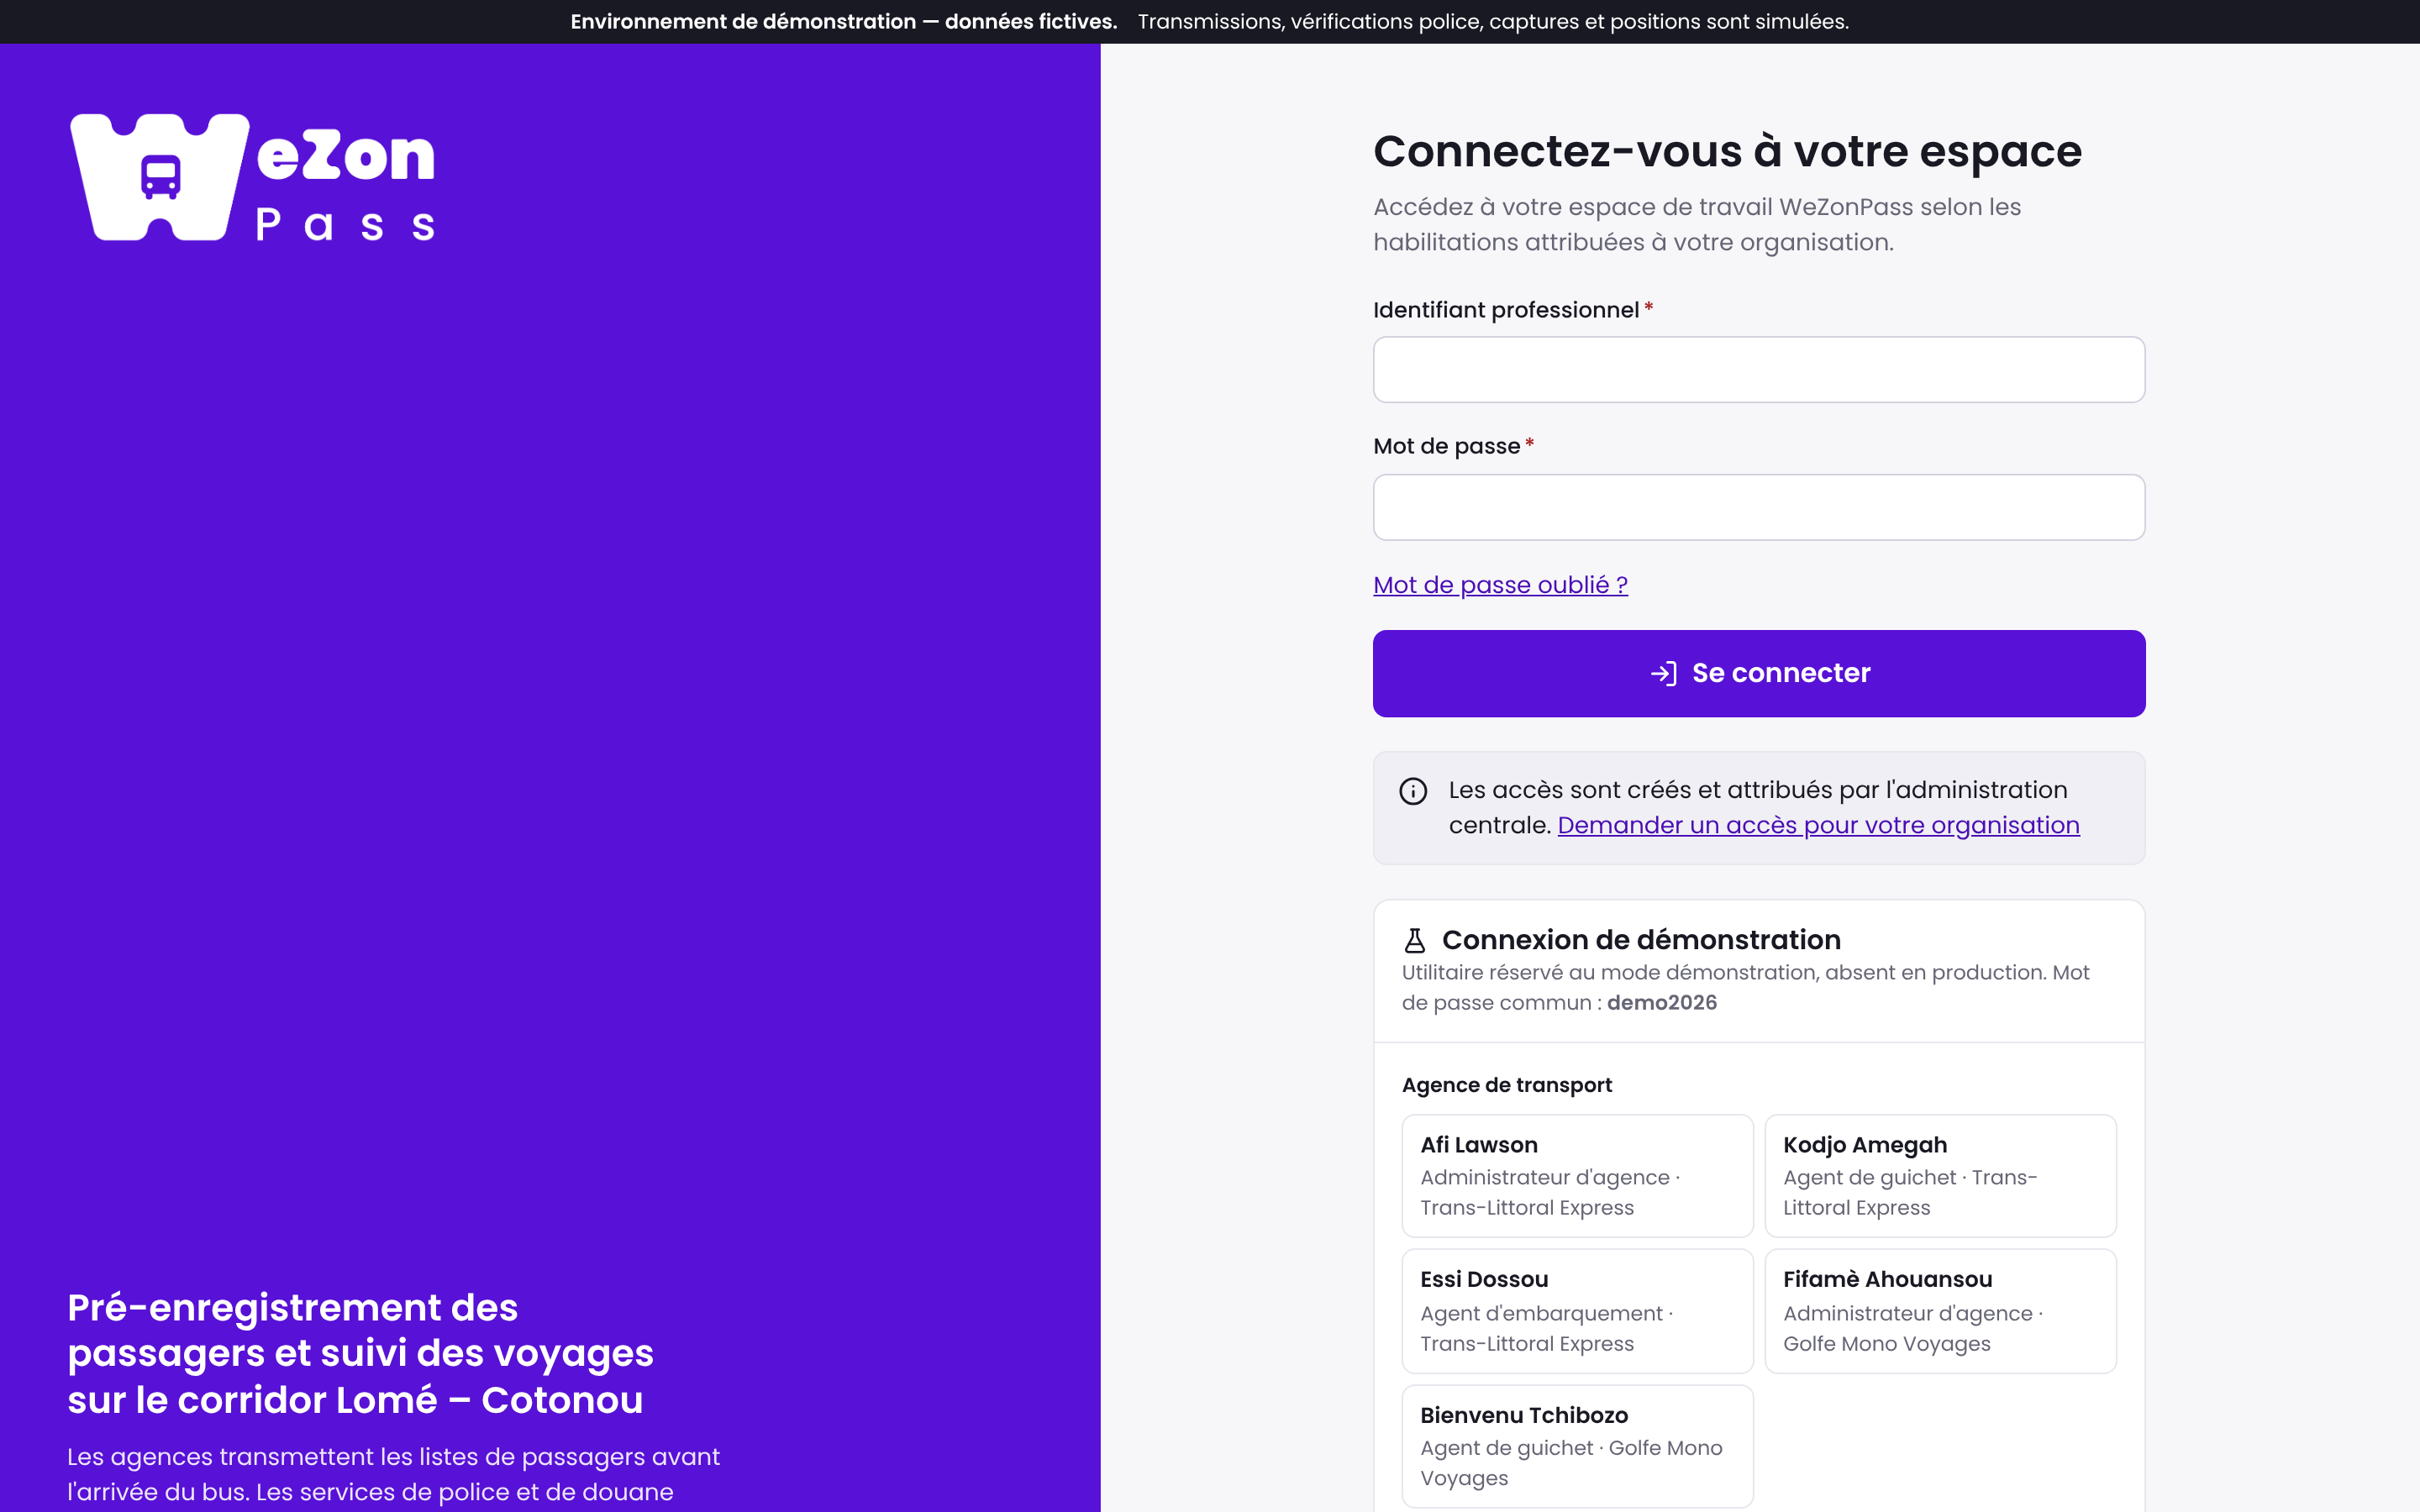 Environnement de démonstration — données fictives. Transmissions, vérifications police, captures et positions sont simulées.
WeZon
Pass
Pré-enregistrement des
passagers et suivi des voyages
sur le corridor Lomé – Cotonou
Les agences transmettent les listes de passagers avant
l'arrivée du bus. Les services de police et de douane
Connectez-vous à votre espace
Accédez à votre espace de travail WeZonPass selon les
habilitations attribuées à votre organisation.
Identifiant professionnel *
Mot de passe *
Mot de passe oublié ?
Se connecter
Les accès sont créés et attribués par l'administration
centrale. Demander un accès pour votre organisation
Connexion de démonstration
Utilitaire réservé au mode démonstration, absent en production. Mot
de passe commun : demo2026
Agence de transport
Afi Lawson
Administrateur d'agence ·
Trans-Littoral Express
Kodjo Amegah
Agent de guichet · Trans-
Littoral Express
Essi Dossou
Agent d'embarquement ·
Trans-Littoral Express
Fifamè Ahouansou
Administrateur d'agence ·
Golfe Mono Voyages
Bienvenu Tchibozo
Agent de guichet · Golfe Mono
Voyages